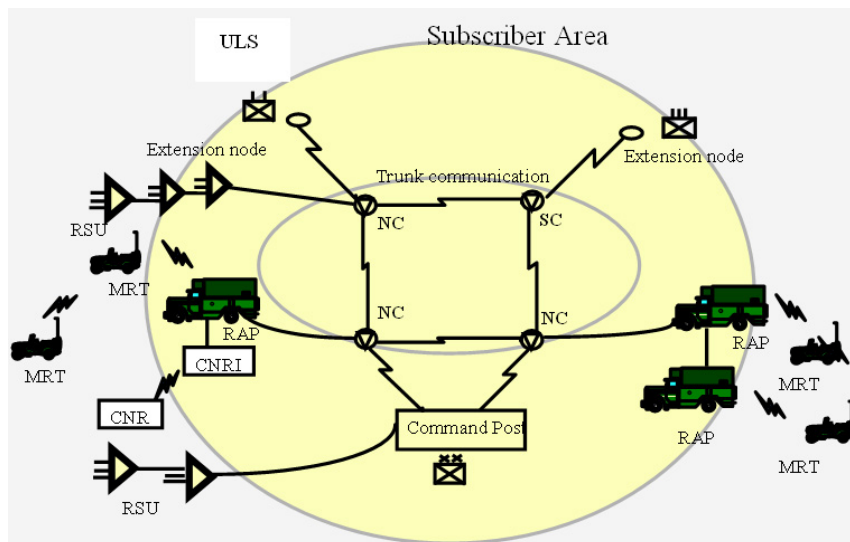 ULS
Subscriber Area
Extension node
Extension node
Trunk communication
RSU
NC
SC
MRT
NC
NC
RAP
RAP
CNRI
MRT
MRT
CNR
Command Post
RAP
MRT
RSU